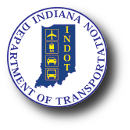 INDIANA
DEPARTMENT OF TRANSPORTATION
INDOT